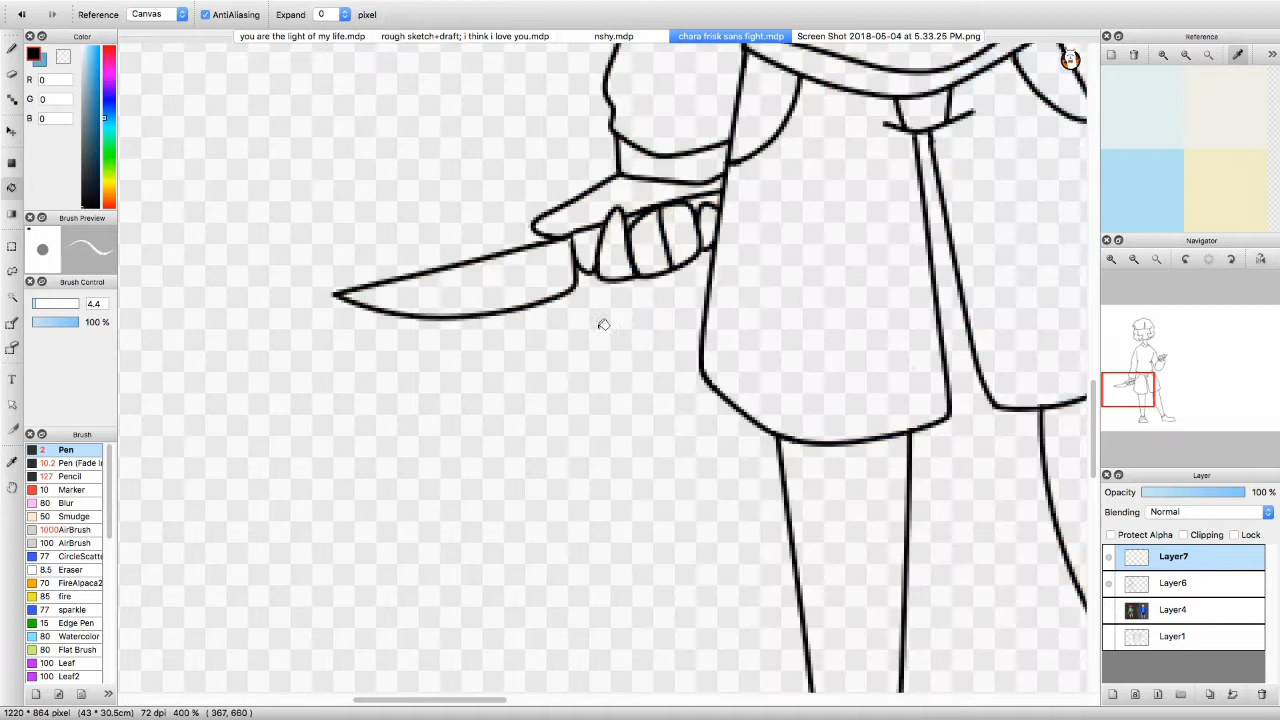 Reference Canvas AntiAliasing Expand 0 pixel
Color
you are the light of my life.mdp rough sketch+draft; i think i love you.mdp nshy.mdp chara frisk sans fight.mdp Screen Shot 2018-05-04 at 5.33.25 PM.png
Reference
R 0
G 0
B 0
Brush Preview
Navigator
Brush Control
4.4
100 %
Brush
2 Pen
10.2 Pen (Fade I
127 Pencil
10 Marker
80 Blur
50 Smudge
1000 AirBrush
100 AirBrush
77 CircleScatte
8.5 Eraser
70 FireAlpaca2
85 fire
77 sparkle
15 Edge Pen
80 Watercolor
80 Flat Brush
100 Leaf
100 Leaf2
Layer
Opacity 100 %
Blending Normal
Protect Alpha Clipping Lock
Layer7
Layer6
Layer4
Layer1
1220 * 864 pixel (43 * 30.5cm) 72 dpi 400 % ( 367, 660 )